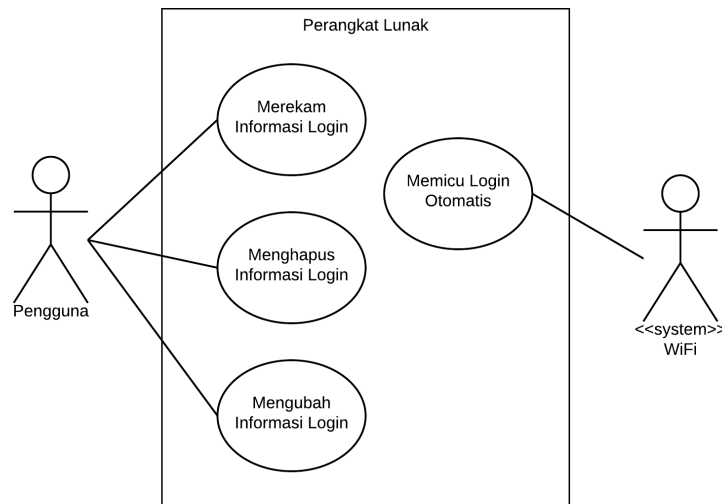 Perangkat Lunak
Merekam
Informasi Login
Memicu Login
Otomatis
Menghapus
Informasi Login
Pengguna
<<system>>
WiFi
Mengubah
Informasi Login